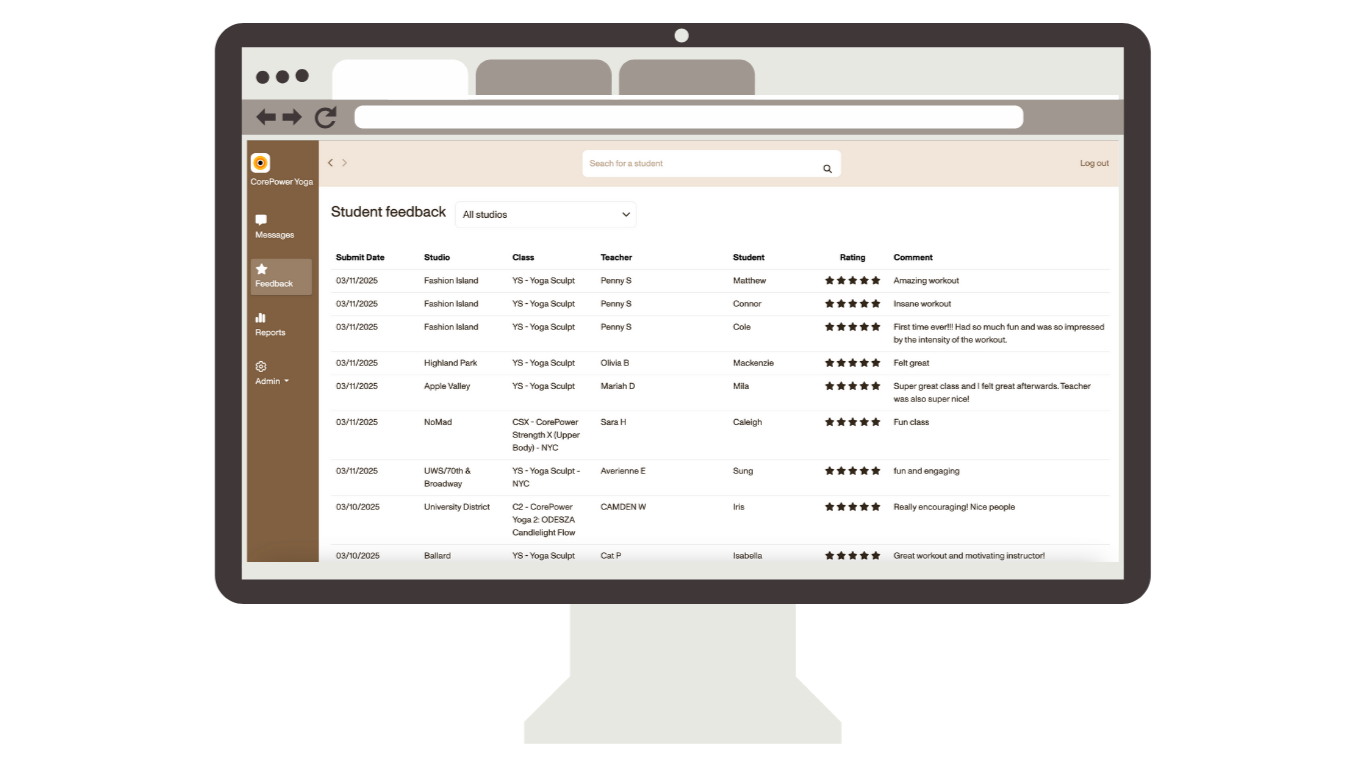 Seach for a student
Log out
CorePower Yoga
Messages
Feedback
Reports
Admin
Student feedback All studios
Submit Date Studio Class Teacher Student Rating Comment
03/11/2025 Fashion Island YS - Yoga Sculpt Penny S Matthew Amazing workout
03/11/2025 Fashion Island YS - Yoga Sculpt Penny S Connor Insane workout
03/11/2025 Fashion Island YS - Yoga Sculpt Penny S Cole First time ever!!! Had so much fun and was so impressed
by the intensity of the workout.
03/11/2025 Highland Park YS - Yoga Sculpt Olivia B Mackenzie Felt great
03/11/2025 Apple Valley YS - Yoga Sculpt Mariah D Mila Super great class and I felt great afterwards. Teacher
was also super nice!
03/11/2025 NoMad CSX - CorePower Sara H Caleigh Fun class
Strength X (Upper
Body) - NYC
03/11/2025 UWS/70th & YS - Yoga Sculpt - Averienne E Sung fun and engaging
Broadway NYC
03/10/2025 University District C2 - CorePower CAMDEN W Iris Really encouraging! Nice people
Yoga 2: ODESZA
Candlelight Flow
03/10/2025 Ballard YS - Yoga Sculpt Cat P Isabella Great workout and motivating instructor!